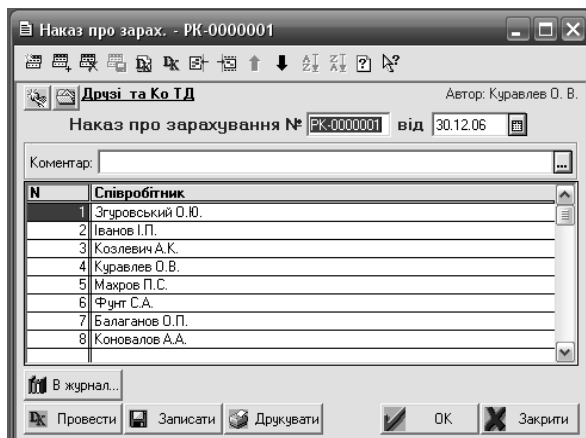 Наказ про зарах. - РК-0000001
Друзі та Ко ТД Автор: Куравлев О. В.
Наказ про зарахування № РК-0000001 від 30.12.06
Коментар: ...
N Співробітник
1 Згуровський О.Ю.
2 Іванов І.П.
3 Козлевич А.К.
4 Куравлев О.В.
5 Махров П.С.
6 Фунт С.А.
7 Балаганов О.П.
8 Коновалов А.А.
В журнал...
Провести Записати Друкувати OK Закрити